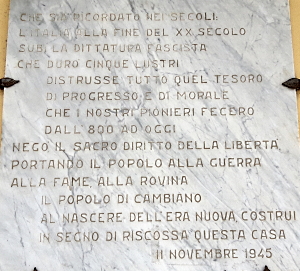 CHE SIA RICORDATO NEI SECOLI:
L'ITALIA ALLA FINE DEL XX SECOLO
SUBÌ LA DITTATURA FASCISTA
CHE DURÒ CINQUE LUSTRI
DISTRUSSE TUTTO QUEL TESORO
DI PROGRESSO E DI MORALE
CHE I NOSTRI PIONIERI FECERO
DALL'800 AD OGGI
NEGÒ IL SACRO DIRITTO DELLA LIBERTÀ
PORTANDO IL POPOLO ALLA GUERRA
ALLA FAME, ALLA ROVINA
IL POPOLO DI CAMBIANO
AL NASCERE DELL'ERA NUOVA, COSTRUÌ
IN SEGNO DI RISCOSSA QUESTA CASA
11 NOVEMBRE 1945